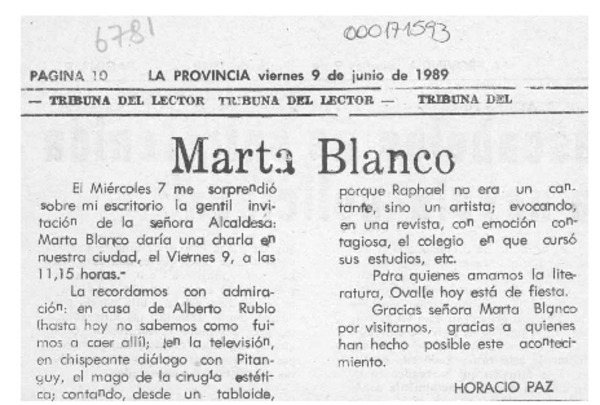 6781
000171593
PAGINA 10 LA PROVINCIA viernes 9 de junio de 1989
— TRIBUNA DEL LECTOR TRIBUNA DEL LECTOR — TRIBUNA DEL
Marta Blanco
El Miércoles 7 me sorprendió
sobre mi escritorio la gentil invi-
tación de la señora Alcaldesa:
Marta Blanco daría una charla en
nuestra ciudad, el Viernes 9, a las
11,15 horas.-
La recordamos con admira-
ción: en casa de Alberto Rubio
(hasta hoy no sabemos como fui-
mos a caer allí); ¡en la televisión,
en chispeante diálogo con Pitan-
guy, el mago de la cirugía estéti-
ca; contando, desde un tabloide,
porque Raphael no era un can-
tante, sino un artista; evocando,
en una revista, con emoción con-
tagiosa, el colegio en que cursó
sus estudios, etc.
Para quienes amamos la lite-
ratura, Ovalle hoy está de fiesta.
Gracias señora Marta Blanco
por visitarnos, gracias a quienes
han hecho posible este aconteci-
miento.
HORACIO PAZ